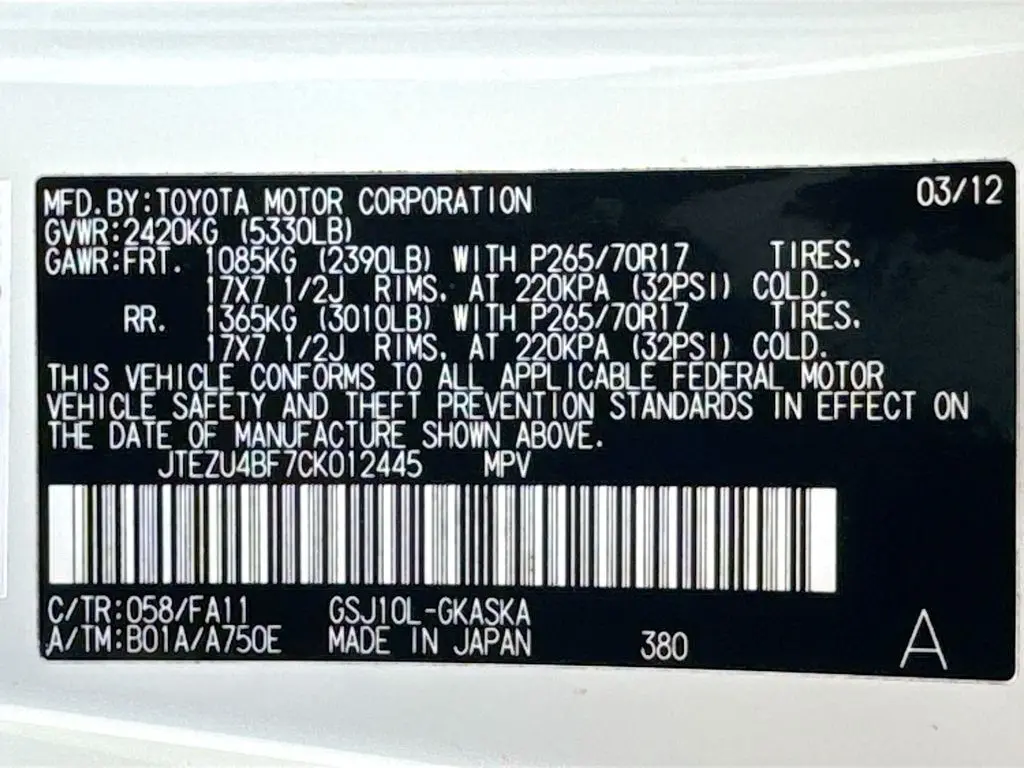 MFD. BY: TOYOTA MOTOR CORPORATION 03/12
GVWR: 2420KG (5330LB)
GAWR: FRT. 1085KG (2390LB) WITH P265/70R17 TIRES.
17X7 1/2J RIMS. AT 220KPA (32PSI) COLD.
RR. 1365KG (3010LB) WITH P265/70R17 TIRES.
17X7 1/2J RIMS. AT 220KPA (32PSI) COLD.
THIS VEHICLE CONFORMS TO ALL APPLICABLE FEDERAL MOTOR
VEHICLE SAFETY AND THEFT PREVENTION STANDARDS IN EFFECT ON
THE DATE OF MANUFACTURE SHOWN ABOVE.
JTEZU4BF7CK012445 MPV
C/TR: 058/FA11 GSJ10L-GKASKA
A/TM: B01A/A750E MADE IN JAPAN 380 A